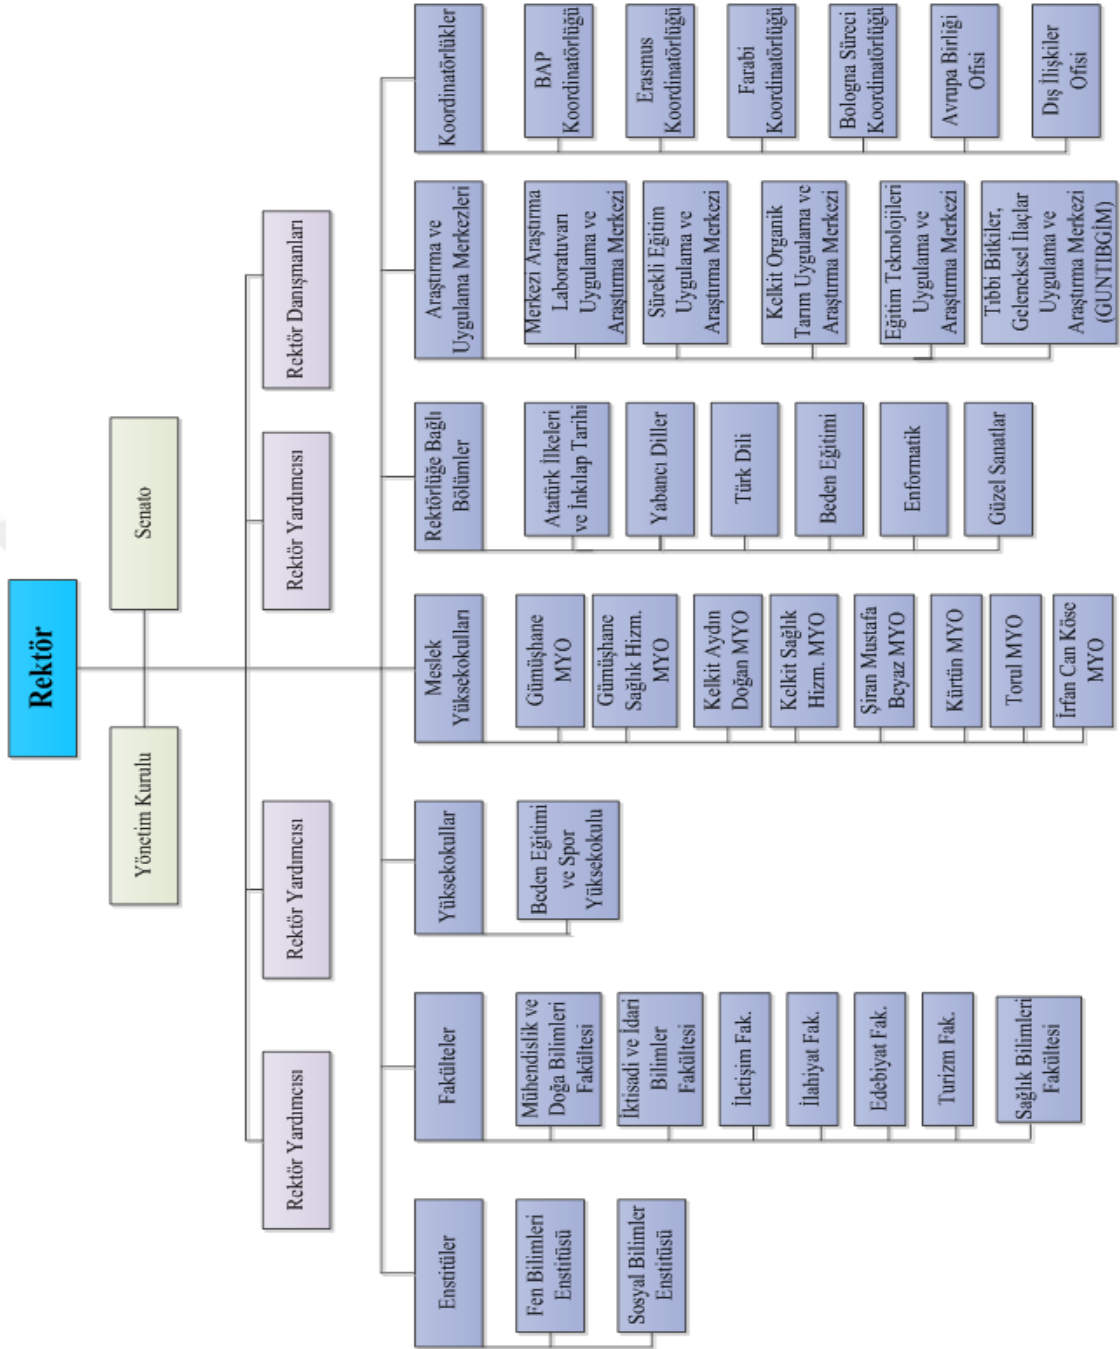 Rektör
Yönetim Kurulu
Senato
Rektör Yardımcısı
Rektör Yardımcısı
Rektör Yardımcısı
Rektör Danışmanları
Enstitüler
Fen Bilimleri
Enstitüsü
Sosyal Bilimler
Enstitüsü
Fakülteler
Mühendislik ve
Doğa Bilimleri
Fakültesi
İktisadi ve İdari
Bilimler
Fakültesi
İletişim Fak.
İlahiyat Fak.
Edebiyat Fak.
Turizm Fak.
Sağlık Bilimleri
Fakültesi
Yüksekokullar
Beden Eğitimi
ve Spor
Yüksekokulu
Meslek
Yüksekokulları
Gümüşhane
MYO
Gümüşhane
Sağlık Hizm.
MYO
Kelkit Aydın
Doğan MYO
Kelkit Sağlık
Hizm. MYO
Şiran Mustafa
Beyaz MYO
Kürtün MYO
Torul MYO
İrfan Can Köse
MYO
Rektörlüğe Bağlı
Bölümler
Atatürk İlkeleri
ve İnkılap Tarihi
Yabancı Diller
Türk Dili
Beden Eğitimi
Enformatik
Güzel Sanatlar
Araştırma ve
Uygulama Merkezleri
Merkezi Araştırma
Laboratuvarı
Uygulama ve
Araştırma Merkezi
Sürekli Eğitim
Uygulama ve
Araştırma Merkezi
Kelkit Organik
Tarım Uygulama ve
Araştırma Merkezi
Eğitim Teknolojileri
Uygulama ve
Araştırma Merkezi
Tıbbi Bitkiler,
Geleneksel İlaçlar
Uygulama ve
Araştırma Merkezi
(GUNTIBGİM)
Koordinatörlükler
BAP
Koordinatörlüğü
Erasmus
Koordinatörlüğü
Farabi
Koordinatörlüğü
Bologna Süreci
Koordinatörlüğü
Avrupa Birliği
Ofisi
Dış İlişkiler
Ofisi